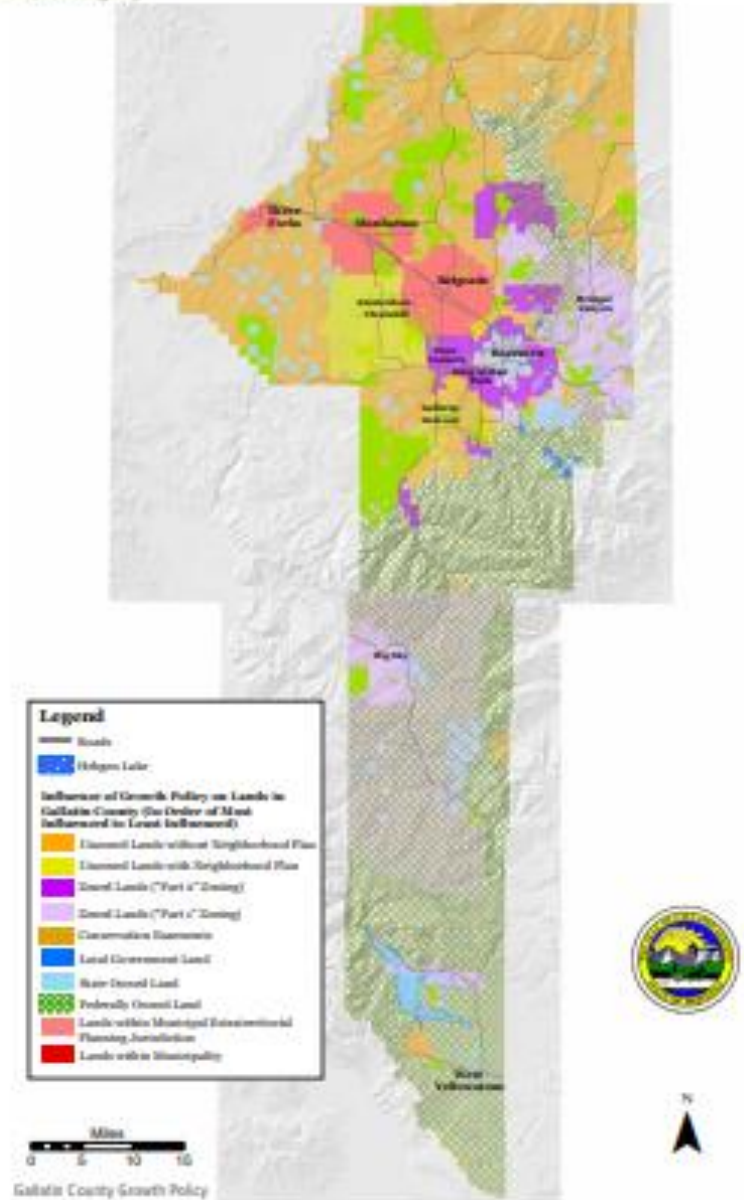 Three
Forks
Manhattan
Belgrade
Bridger
Canyon
Bozeman
Big Sky
West
Yellowstone
Legend
Roads
Hebgen Lake
Influence of Growth Policy on Lands in
Gallatin County (In Order of Most
Influenced to Least Influenced)
Unzoned Lands without Neighborhood Plan
Unzoned Lands with Neighborhood Plan
Zoned Lands ("Part 2" Zoning)
Zoned Lands ("Part 1" Zoning)
Conservation Easements
Local Government Land
State Owned Land
Federally Owned Land
Lands within Municipal Extraterritorial
Planning Jurisdiction
Lands within Municipality
Miles
0 5 10 15
N
Gallatin County Growth Policy